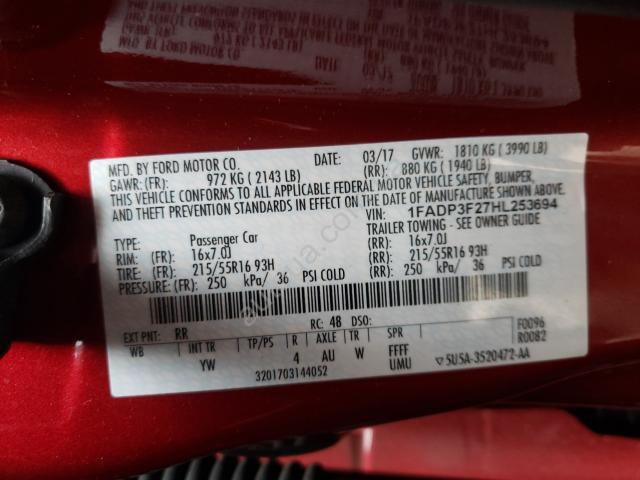 MFD. BY FORD MOTOR CO.
DATE: 03/17 GVWR: 1810 KG ( 3990 LB)
GAWR: (FR): 972 KG ( 2143 LB) (RR): 880 KG ( 1940 LB)
THIS VEHICLE CONFORMS TO ALL APPLICABLE FEDERAL MOTOR VEHICLE SAFETY, BUMPER,
AND THEFT PREVENTION STANDARDS IN EFFECT ON THE DATE OF MANUFACTURE SHOWN ABOVE.
VIN: 1FADP3F27HL253694
TYPE: Passenger Car TRAILER TOWING - SEE OWNER GUIDE
RIM: (FR): 16x7.0J (RR): 16x7.0J
TIRE: (FR): 215/55R16 93H (RR): 215/55R16 93H
PRESSURE: (FR): 250 kPa/ 36 PSI COLD (RR): 250 kPa/ 36 PSI COLD
EXT PNT: RR RC: 48 DSO: F0096
WB INT TR TP/PS R AXLE TR SPR R0082
YW 4 AU W FFFF
UMU
3201703144052 ▽5USA-3520472-AA